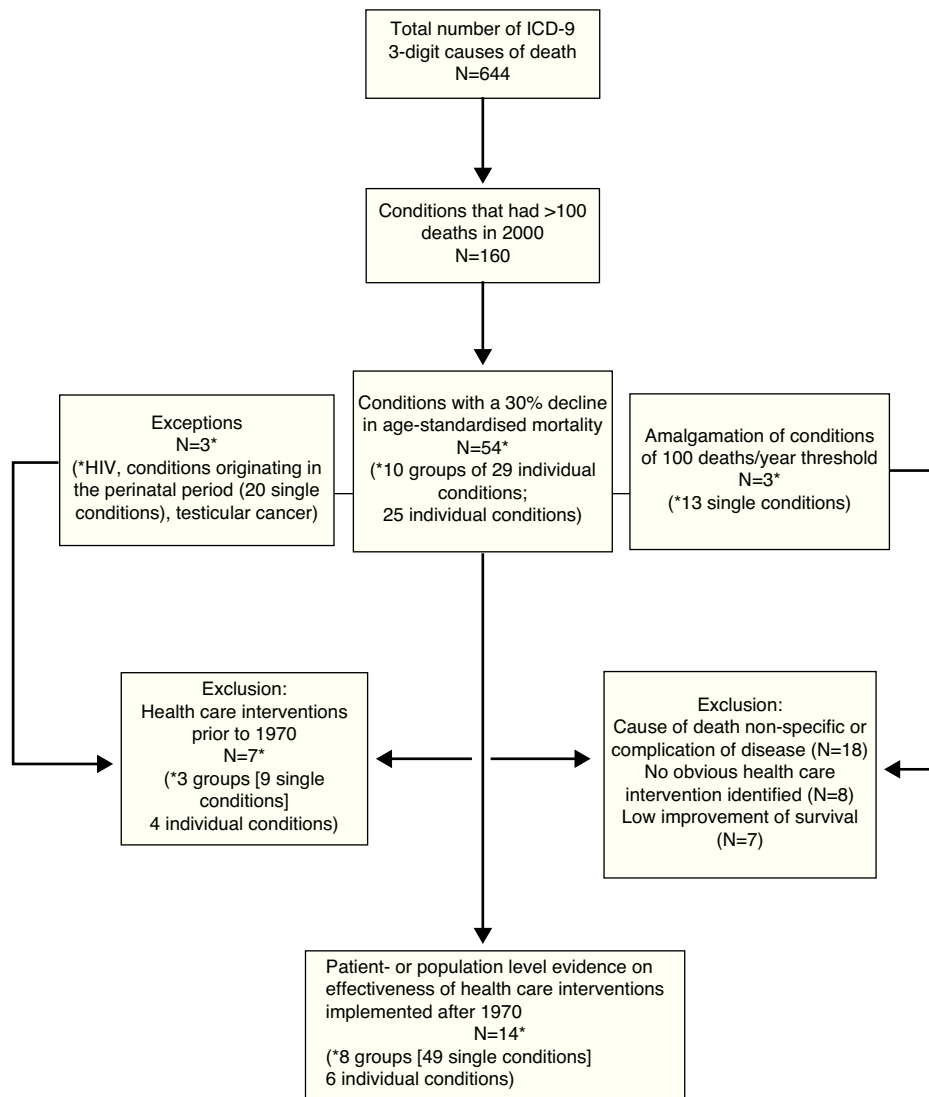 Total number of ICD-9
3-digit causes of death
N=644
Conditions that had >100
deaths in 2000
N=160
Exceptions
N=3*
(*HIV, conditions originating in
the perinatal period (20 single
conditions), testicular cancer)
Conditions with a 30% decline
in age-standardised mortality
N=54*
(*10 groups of 29 individual
conditions;
25 individual conditions)
Amalgamation of conditions
of 100 deaths/year threshold
N=3*
(*13 single conditions)
Exclusion:
Health care interventions
prior to 1970
N=7*
(*3 groups [9 single
conditions]
4 individual conditions)
Exclusion:
Cause of death non-specific or
complication of disease (N=18)
No obvious health care
intervention identified (N=8)
Low improvement of survival
(N=7)
Patient- or population level evidence on
effectiveness of health care interventions
implemented after 1970
N=14*
(*8 groups [49 single conditions]
6 individual conditions)